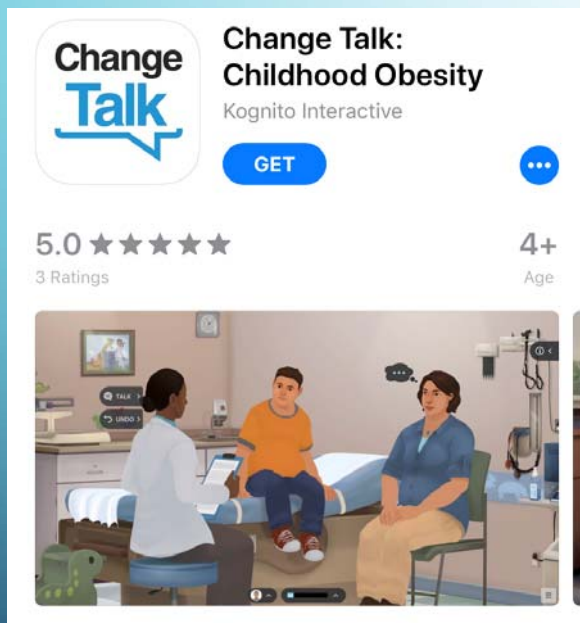 Change
Talk
Change Talk:
Childhood Obesity
Kognito Interactive
GET
5.0 ★★★★★
4+
3 Ratings
Age
TALK
UNDO